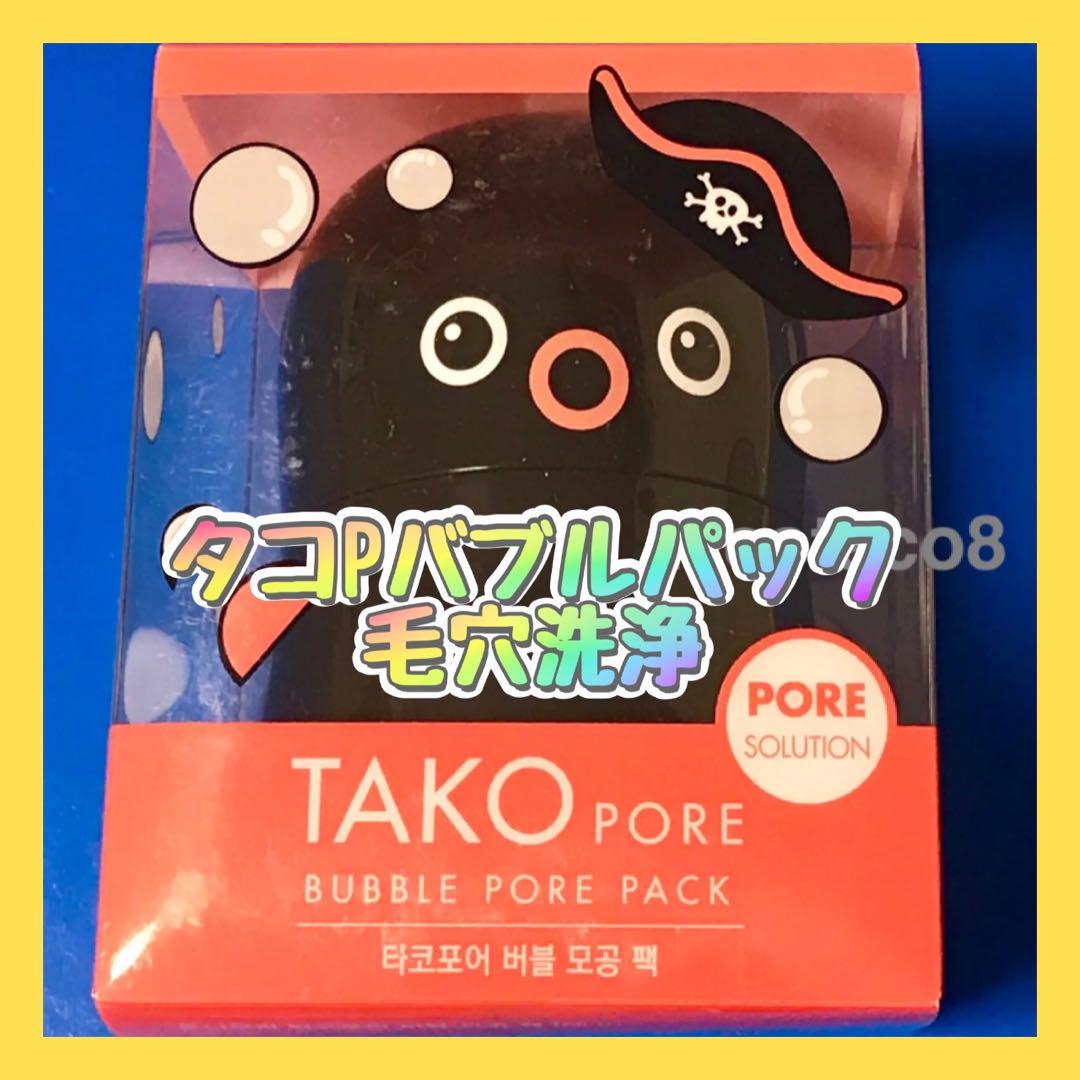 co8
タコPバブルパック
毛穴洗浄
PORE
SOLUTION
TAKO PORE
BUBBLE PORE PACK
타코포어 버블 모공 팩